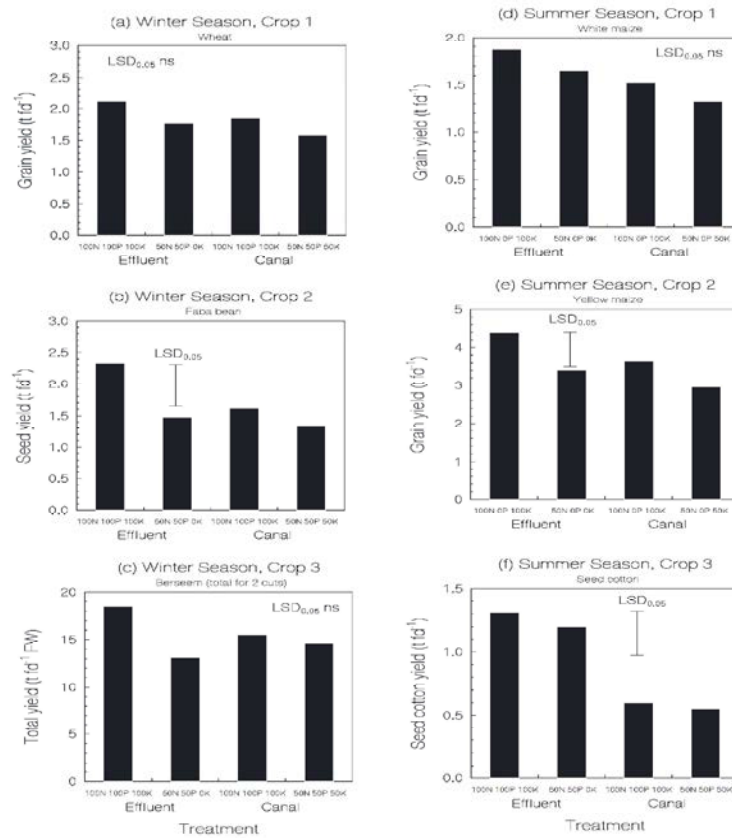 (a) Winter Season, Crop 1
Wheat
LSD0.05 ns
Grain yield (t fd-1)
3.0
2.5
2.0
1.5
1.0
0.5
0.0
100N 100P 100K 50N 50P 0K 100N 100P 100K 50N 50P 50K
Effluent Canal
(b) Winter Season, Crop 2
Faba bean
LSD0.05
Seed yield (t fd-1)
3.0
2.5
2.0
1.5
1.0
0.5
0.0
100N 100P 100K 50N 50P 0K 100N 100P 100K 50N 50P 50K
Effluent Canal
(c) Winter Season, Crop 3
Berseem (total for 2 cuts)
LSD0.05 ns
Total yield (t fd-1 FW)
20
15
10
5
0
100N 100P 100K 50N 50P 0K 100N 100P 100K 50N 50P 50K
Effluent Canal
Treatment
(d) Summer Season, Crop 1
White maize
LSD0.05 ns
Grain yield (t fd-1)
2.0
1.5
1.0
0.5
0.0
100N 0P 100K 50N 0P 0K 100N 0P 100K 50N 0P 50K
Effluent Canal
(e) Summer Season, Crop 2
Yellow maize
LSD0.05
Grain yield (t fd-1)
5
4
3
2
1
0
100N 0P 100K 50N 0P 0K 100N 0P 100K 50N 0P 50K
Effluent Canal
(f) Summer Season, Crop 3
Seed cotton
LSD0.05
Seed cotton yield (t fd-1)
1.5
1.0
0.5
0.0
100N 100P 100K 50N 50P 0K 100N 100P 100K 50N 50P 50K
Effluent Canal
Treatment